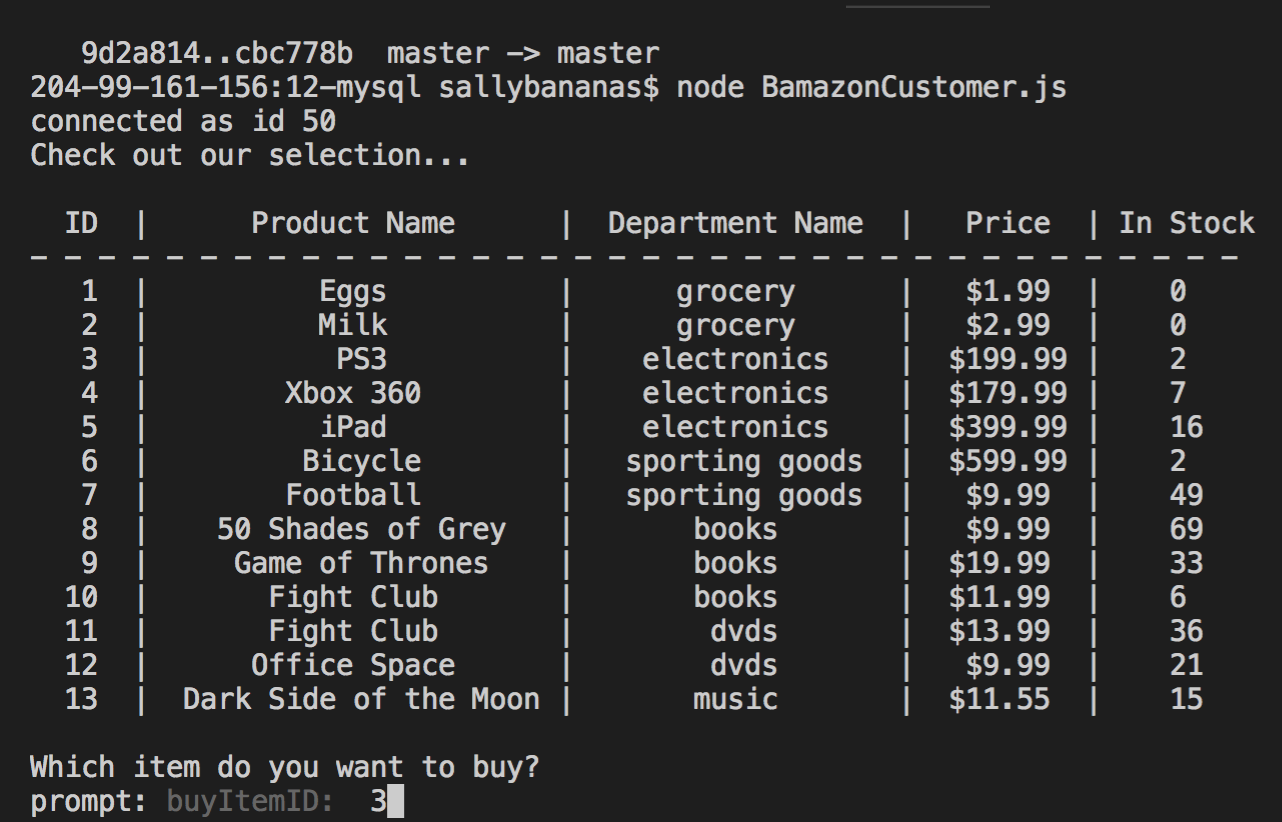 9d2a814..cbc778b  master -> master
204-99-161-156:12-mysql sallybananas$ node BamazonCustomer.js
connected as id 50
Check out our selection...
ID | Product Name | Department Name | Price | In Stock
- - - - - - - - - - - - - - - - - - - - - - - - - - - - - - - - - - - -
1 | Eggs | grocery | $1.99 | 0
2 | Milk | grocery | $2.99 | 0
3 | PS3 | electronics | $199.99 | 2
4 | Xbox 360 | electronics | $179.99 | 7
5 | iPad | electronics | $399.99 | 16
6 | Bicycle | sporting goods | $599.99 | 2
7 | Football | sporting goods | $9.99 | 49
8 | 50 Shades of Grey | books | $9.99 | 69
9 | Game of Thrones | books | $19.99 | 33
10 | Fight Club | books | $11.99 | 6
11 | Fight Club | dvds | $13.99 | 36
12 | Office Space | dvds | $9.99 | 21
13 | Dark Side of the Moon | music | $11.55 | 15
Which item do you want to buy?
prompt: buyItemID:  3